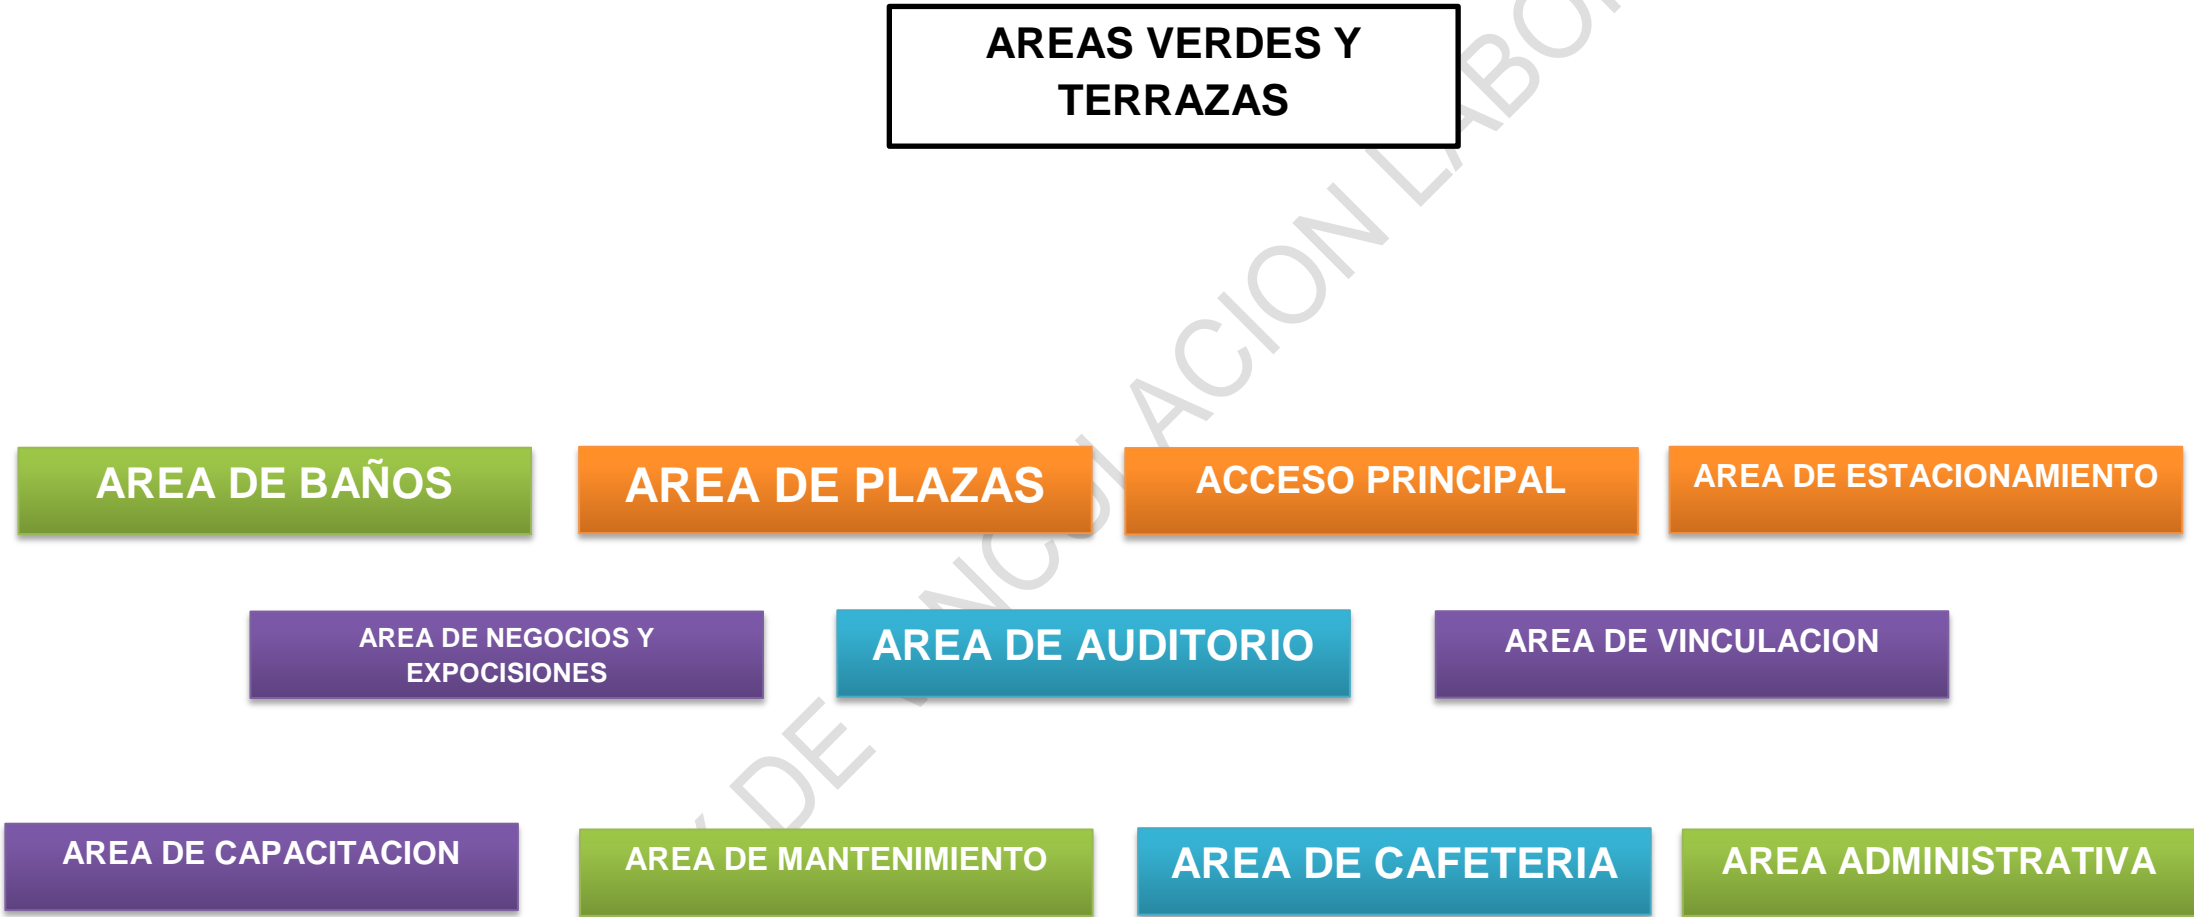 AREAS VERDES Y
TERRAZAS
AREA DE BAÑOS
AREA DE PLAZAS
ACCESO PRINCIPAL
AREA DE ESTACIONAMIENTO
AREA DE NEGOCIOS Y
EXPOCISIONES
AREA DE AUDITORIO
AREA DE VINCULACION
AREA DE CAPACITACION
AREA DE MANTENIMIENTO
AREA DE CAFETERIA
AREA ADMINISTRATIVA